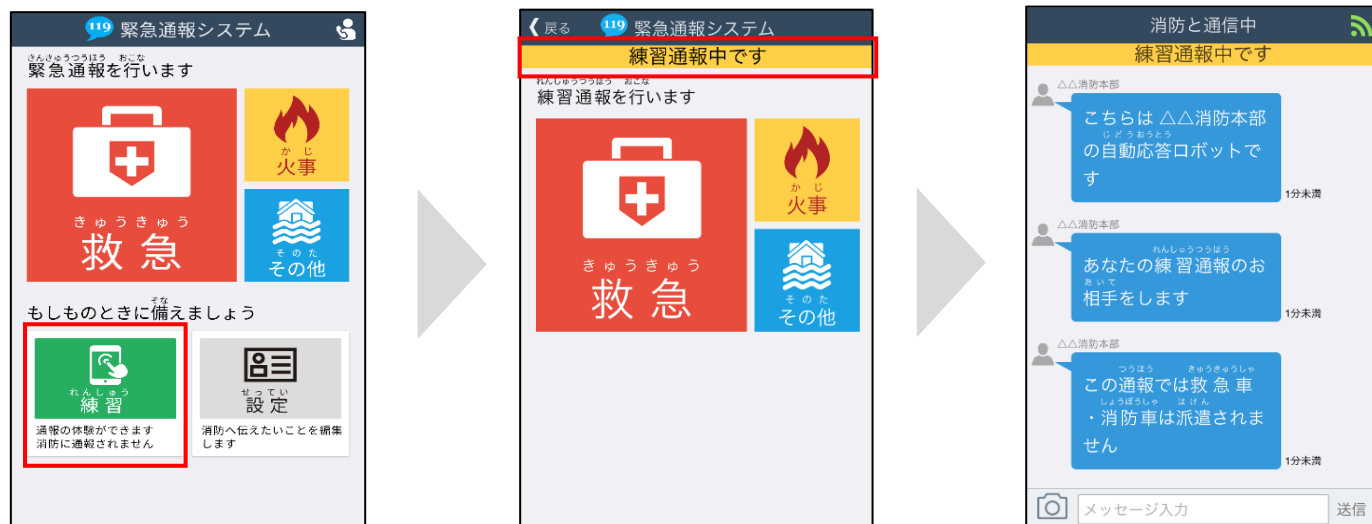 119 緊急通報システム
きんきゅうつうほう おこな
緊急通報を行います
きゅうきゅう
救急
かじ
火事
そのた
その他
そな
もしものときに備えましょう
れんしゅう
練習
通報の体験ができます
消防に通報されません
せってい
設定
消防へ伝えたいことを編集
します
戻る 119 緊急通報システム
練習通報中です
れんしゅうつうほう おこな
練習通報を行います
きゅうきゅう
救急
かじ
火事
そのた
その他
消防と通信中
練習通報中です
△△消防本部
こちらは △△消防本部
じどうおうとう
の自動応答ロボットで
す
1分未満
△△消防本部
れんしゅうつうほう
あなたの練習通報のお
あいて
相手をします
1分未満
△△消防本部
つうほう きゅうきゅうしゃ
この通報では救急車
しょうぼうしゃ はけん
・消防車は派遣されま
せん
1分未満
メッセージ入力 送信